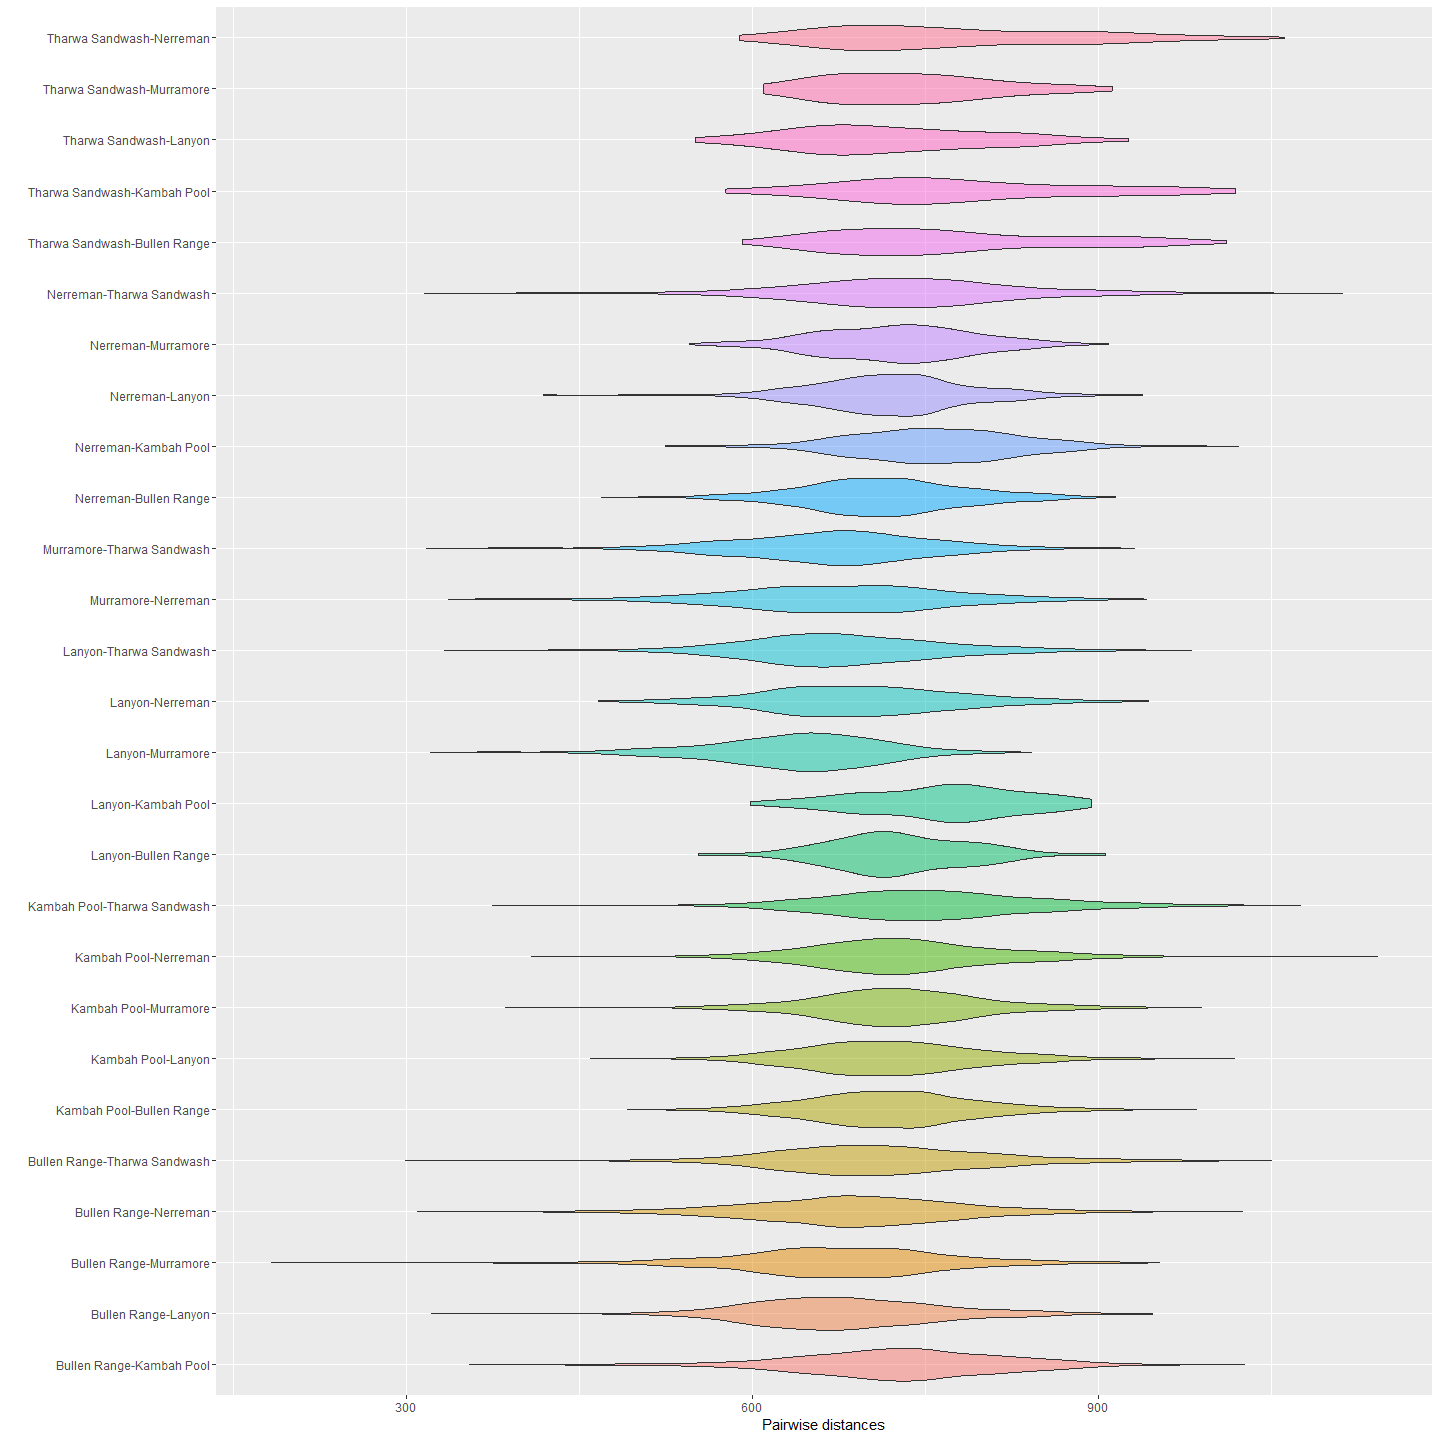 Tharwa Sandwash-Nerreman
Tharwa Sandwash-Murramore
Tharwa Sandwash-Lanyon
Tharwa Sandwash-Kambah Pool
Tharwa Sandwash-Bullen Range
Nerreman-Tharwa Sandwash
Nerreman-Murramore
Nerreman-Lanyon
Nerreman-Kambah Pool
Nerreman-Bullen Range
Murramore-Tharwa Sandwash
Murramore-Nerreman
Lanyon-Tharwa Sandwash
Lanyon-Nerreman
Lanyon-Murramore
Lanyon-Kambah Pool
Lanyon-Bullen Range
Kambah Pool-Tharwa Sandwash
Kambah Pool-Nerreman
Kambah Pool-Murramore
Kambah Pool-Lanyon
Kambah Pool-Bullen Range
Bullen Range-Tharwa Sandwash
Bullen Range-Nerreman
Bullen Range-Murramore
Bullen Range-Lanyon
Bullen Range-Kambah Pool
300 600 900
Pairwise distances